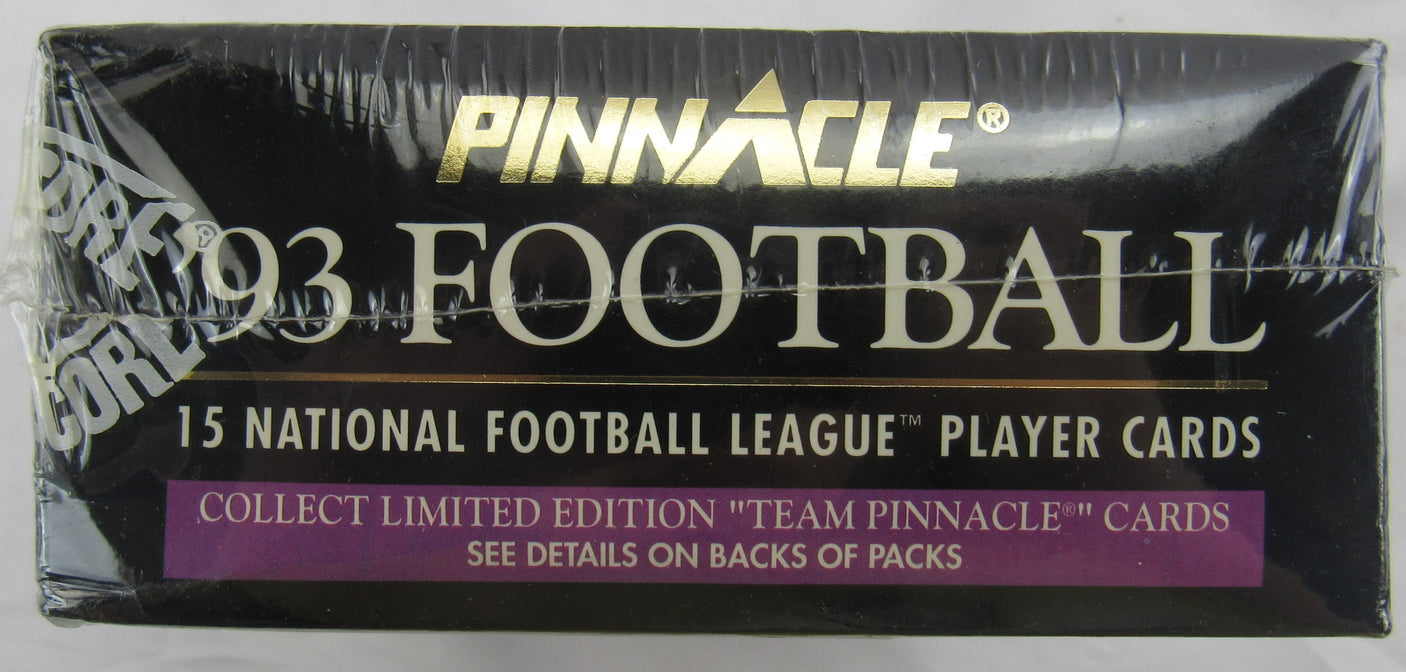 PINNACLE®
'93 FOOTBALL
15 NATIONAL FOOTBALL LEAGUE™ PLAYER CARDS
COLLECT LIMITED EDITION "TEAM PINNACLE®" CARDS
SEE DETAILS ON BACKS OF PACKS